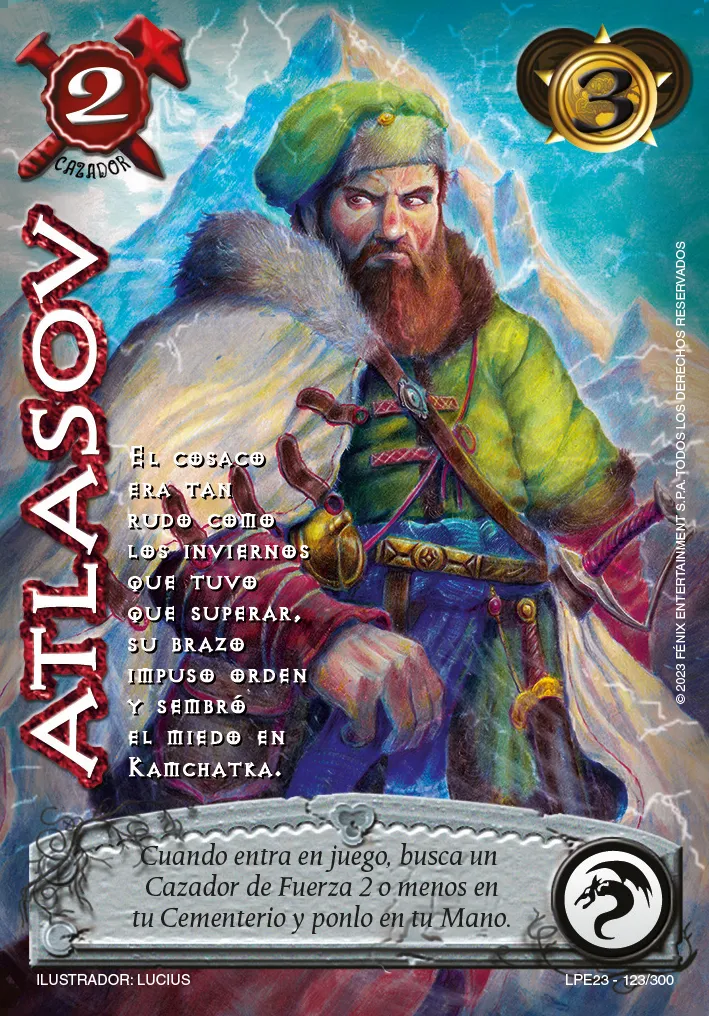 2
CAZADOR
3
ATLASOV
El cosaco
era tan
rudo como
los inviernos
que tuvo
que superar,
su brazo
impuso orden
y sembró
el miedo en
Kamchatra.
Cuando entra en juego, busca un
Cazador de Fuerza 2 o menos en
tu Cementerio y ponlo en tu Mano.
ILUSTRADOR: LUCIUS
LPE23 - 123/300
© 2023 FÉNIX ENTERTAINMENT S.P.A. TODOS LOS DERECHOS RESERVADOS